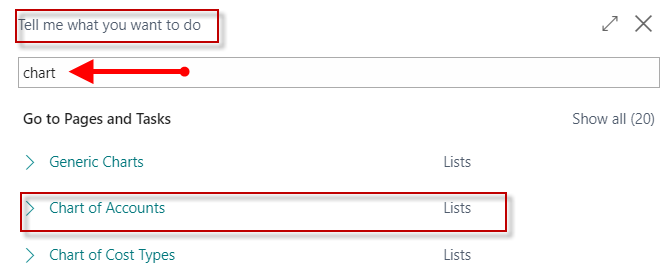 Tell me what you want to do
chart
Go to Pages and Tasks Show all (20)
Generic Charts Lists
Chart of Accounts Lists
Chart of Cost Types Lists